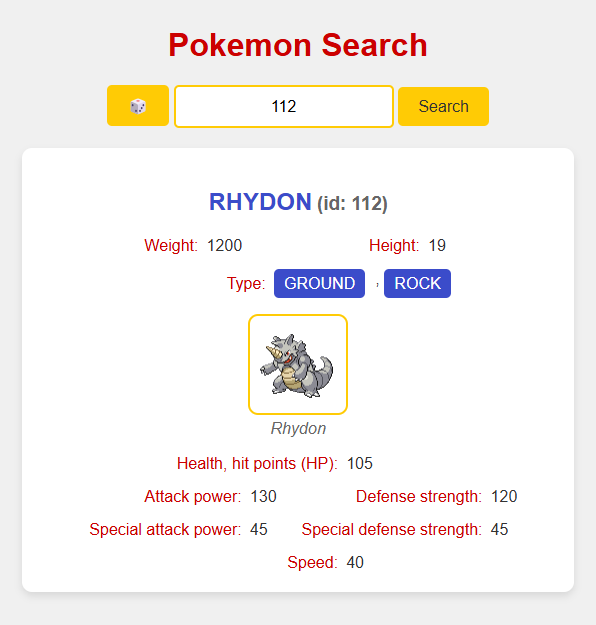 Pokemon Search
112 Search
RHYDON (id: 112)
Weight: 1200 Height: 19
Type: GROUND , ROCK
Rhydon
Health, hit points (HP): 105
Attack power: 130 Defense strength: 120
Special attack power: 45 Special defense strength: 45
Speed: 40